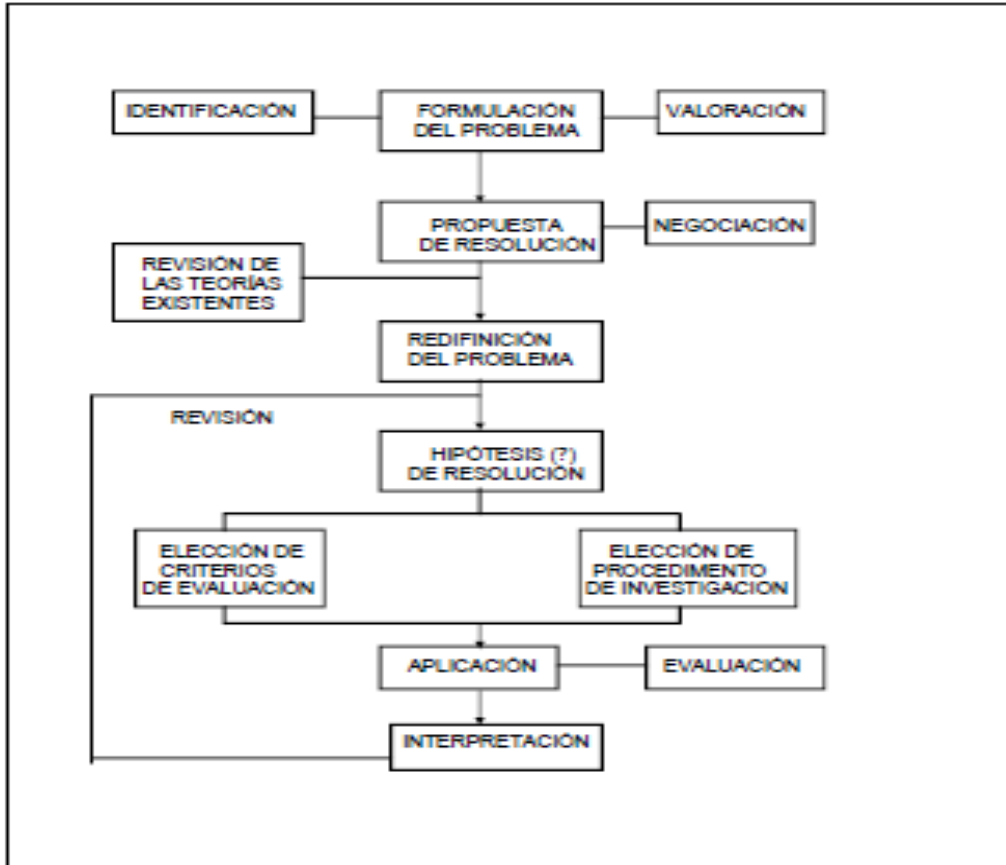 IDENTIFICACIÓN
FORMULACIÓN
DEL PROBLEMA
VALORACIÓN
PROPUESTA
DE RESOLUCIÓN
NEGOCIACIÓN
REVISIÓN DE
LAS TEORÍAS
EXISTENTES
REDIFINICIÓN
DEL PROBLEMA
REVISIÓN
HIPÓTESIS (?)
DE RESOLUCIÓN
ELECCIÓN DE
CRITERIOS
DE EVALUACIÓN
ELECCIÓN DE
PROCEDIMENTO
DE INVESTIGACION
APLICACIÓN
EVALUACIÓN
INTERPRETACIÓN